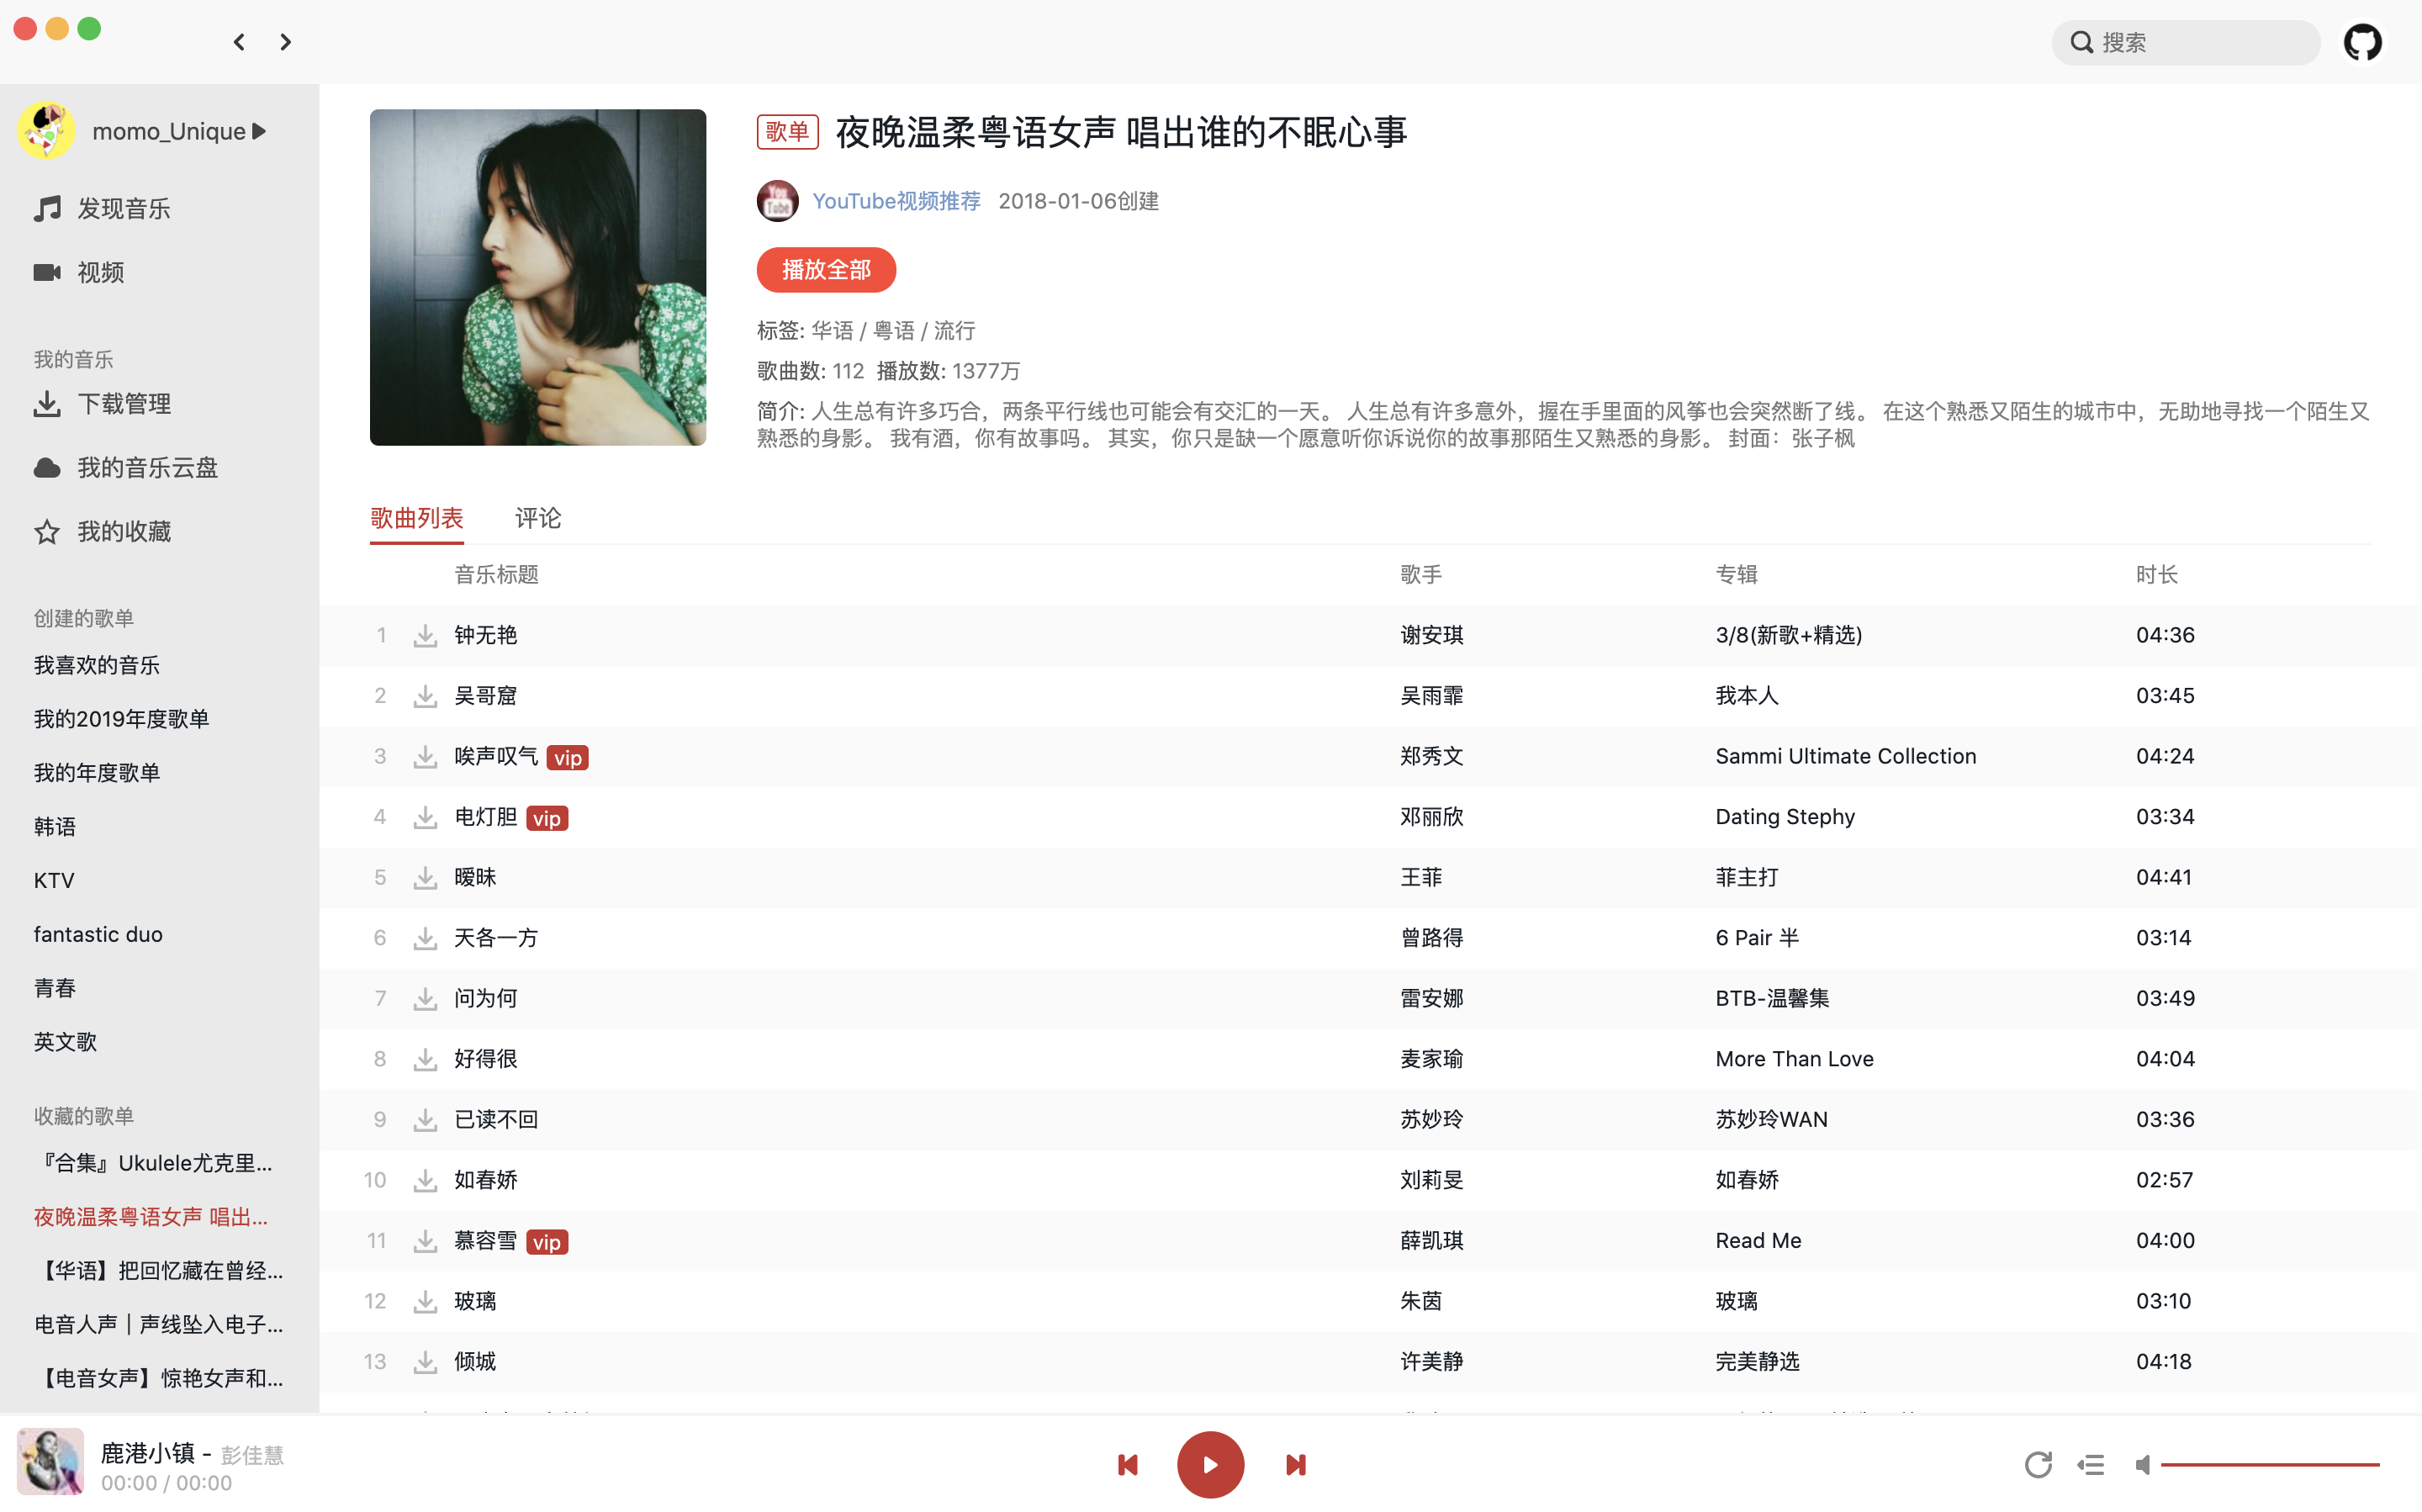 搜索
momo_Unique
发现音乐
视频
我的音乐
下载管理
我的音乐云盘
我的收藏
创建的歌单
我喜欢的音乐
我的2019年度歌单
我的年度歌单
韩语
KTV
fantastic duo
青春
英文歌
收藏的歌单
『合集』Ukulele尤克里...
夜晚温柔粤语女声 唱出...
【华语】把回忆藏在曾经...
电音人声｜声线坠入电子...
【电音女声】惊艳女声和...
歌单 夜晚温柔粤语女声 唱出谁的不眠心事
You Tube YouTube视频推荐 2018-01-06创建
播放全部
标签: 华语 / 粤语 / 流行
歌曲数: 112 播放数: 1377万
简介: 人生总有许多巧合，两条平行线也可能会有交汇的一天。 人生总有许多意外，握在手里面的风筝也会突然断了线。 在这个熟悉又陌生的城市中，无助地寻找一个陌生又
熟悉的身影。 我有酒，你有故事吗。 其实，你只是缺一个愿意听你诉说你的故事那陌生又熟悉的身影。 封面：张子枫
歌曲列表 评论
音乐标题 歌手 专辑 时长
1 钟无艳 谢安琪 3/8(新歌+精选) 04:36
2 吴哥窟 吴雨霏 我本人 03:45
3 唉声叹气 vip 郑秀文 Sammi Ultimate Collection 04:24
4 电灯胆 vip 邓丽欣 Dating Stephy 03:34
5 暧昧 王菲 菲主打 04:41
6 天各一方 曾路得 6 Pair 半 03:14
7 问为何 雷安娜 BTB-温馨集 03:49
8 好得很 麦家瑜 More Than Love 04:04
9 已读不回 苏妙玲 苏妙玲WAN 03:36
10 如春娇 刘莉旻 如春娇 02:57
11 慕容雪 vip 薛凯琪 Read Me 04:00
12 玻璃 朱茵 玻璃 03:10
13 倾城 许美静 完美静选 04:18
鹿港小镇 - 彭佳慧
00:00 / 00:00